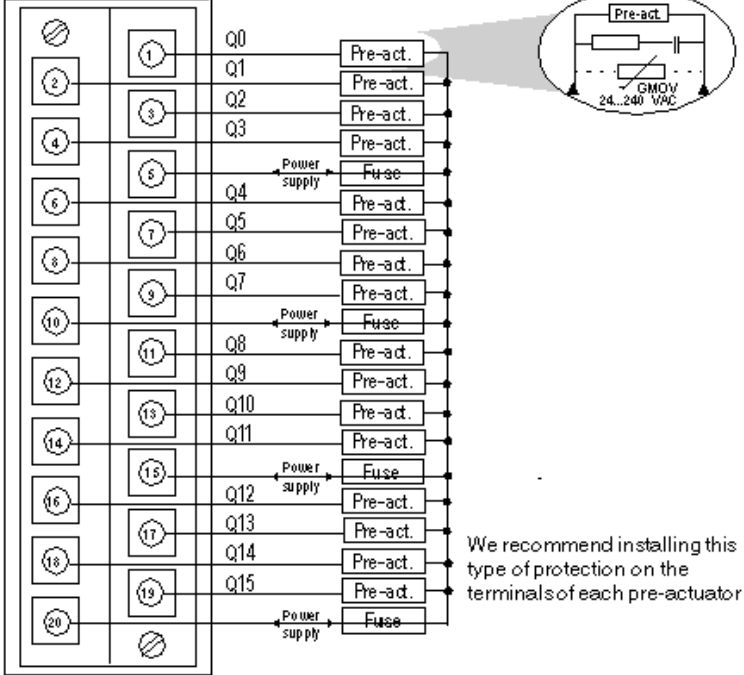 Pre-act.
GMOV
24...240 VAC
1 Q0 Pre-act.
2 Q1 Pre-act.
3 Q2 Pre-act.
4 Q3 Pre-act.
5 Power supply Fuse
6 Q4 Pre-act.
7 Q5 Pre-act.
8 Q6 Pre-act.
9 Q7 Pre-act.
10 Power supply Fuse
11 Q8 Pre-act.
12 Q9 Pre-act.
13 Q10 Pre-act.
14 Q11 Pre-act.
15 Power supply Fuse
16 Q12 Pre-act.
17 Q13 Pre-act.
18 Q14 Pre-act.
19 Q15 Pre-act.
20 Power supply Fuse
We recommend installing this
type of protection on the
terminals of each pre-actuator